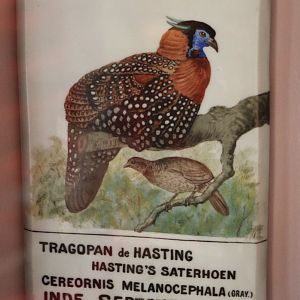 TRAGOPAN de HASTING
HASTING'S SATERHOEN
CEREORNIS MELANOCEPHALA (GRAY.)
INDE